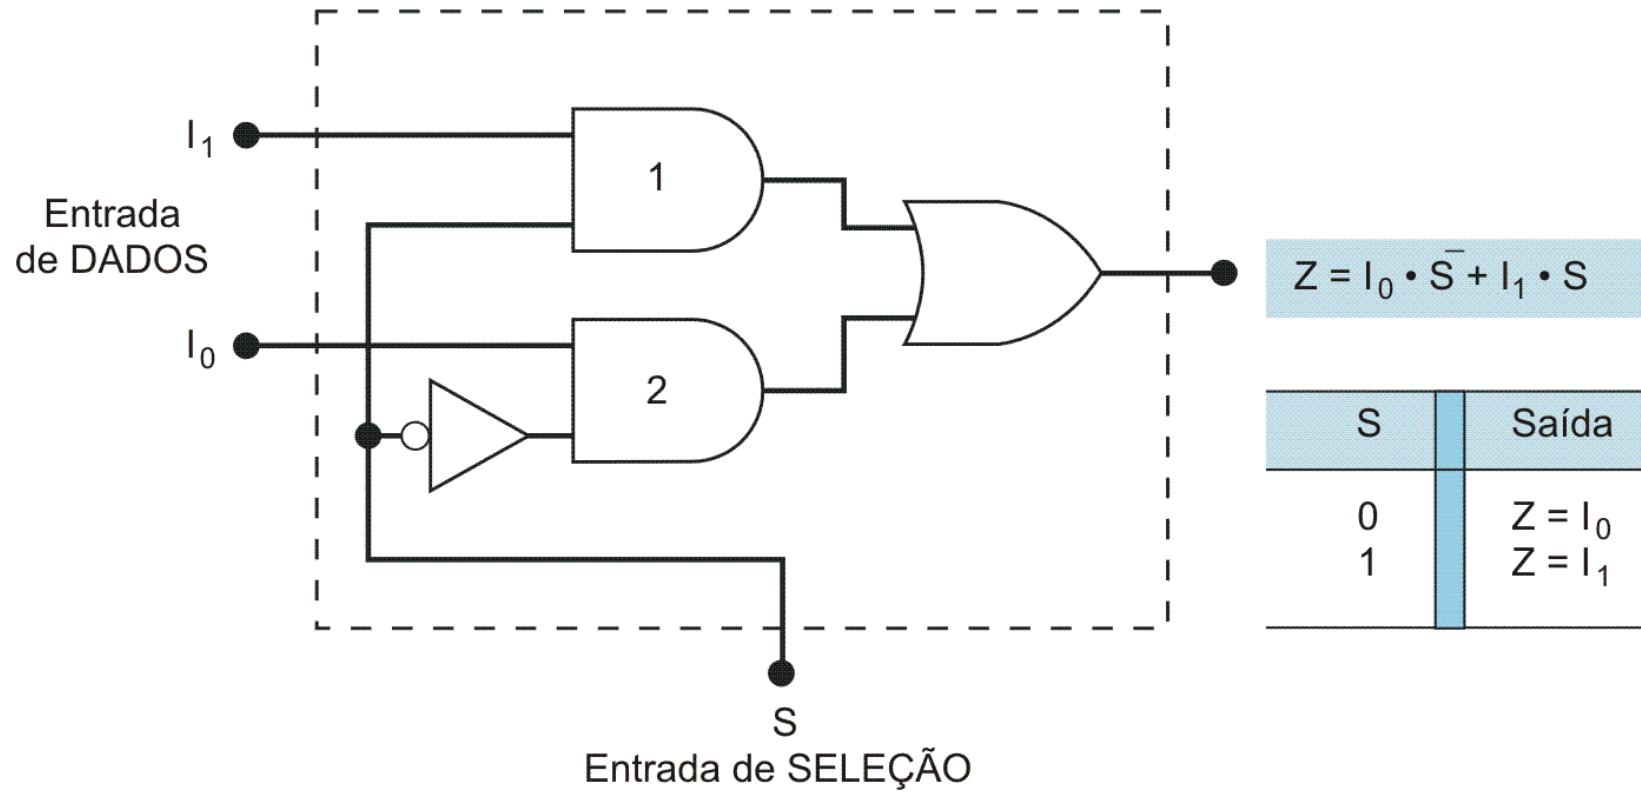 I₁
Entrada
de DADOS
I₀
1
2
S
Entrada de SELEÇÃO
Z = I₀ • S̅ + I₁ • S
S Saída
0 Z = I₀
1 Z = I₁